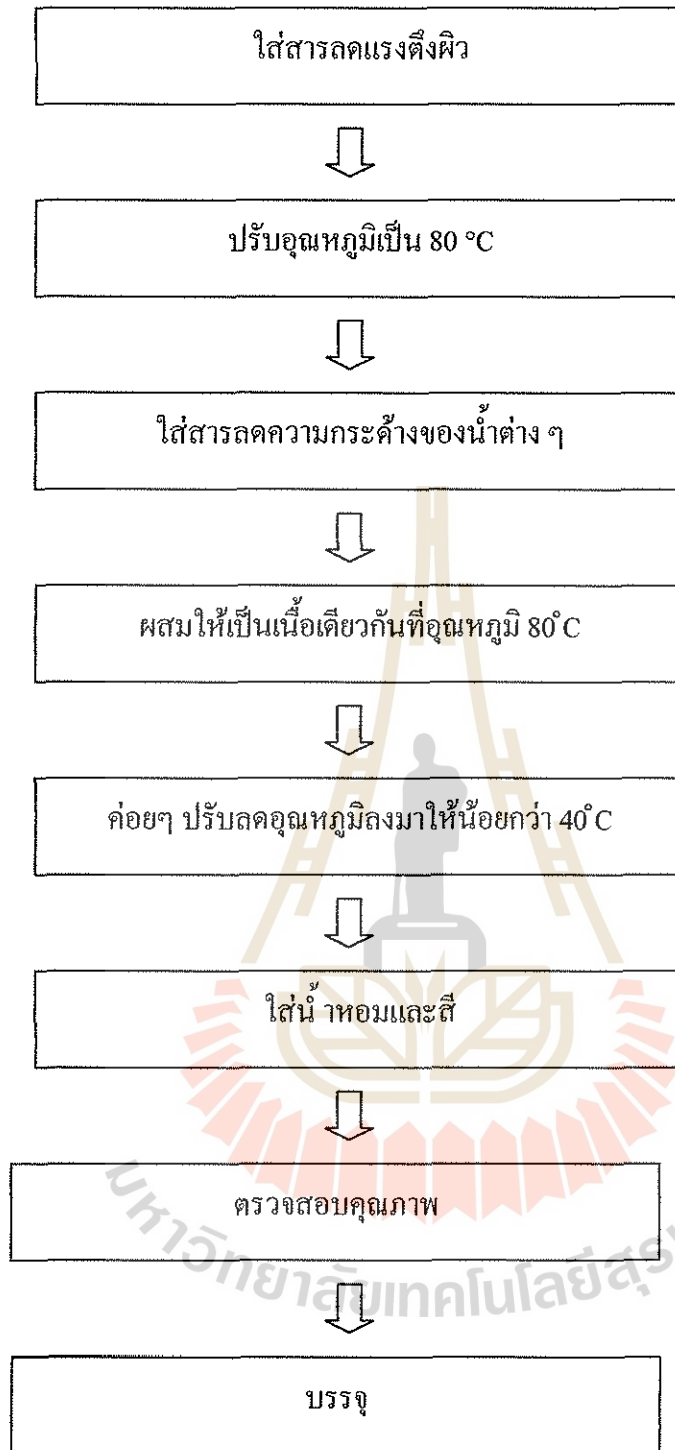 ใส่สารลดแรงตึงผิว
ปรับอุณหภูมิเป็น 80 °C
ใส่สารลดความกระด้างของน้ำต่าง ๆ
ผสมให้เป็นเนื้อเดียวกันที่อุณหภูมิ 80°C
ค่อยๆ ปรับลดอุณหภูมิลงมาให้น้อยกว่า 40°C
ใส่น้ำหอมและสี
ตรวจสอบคุณภาพ
มหาวิทยาลัยเทคโนโลยีสุร
บรรจุ